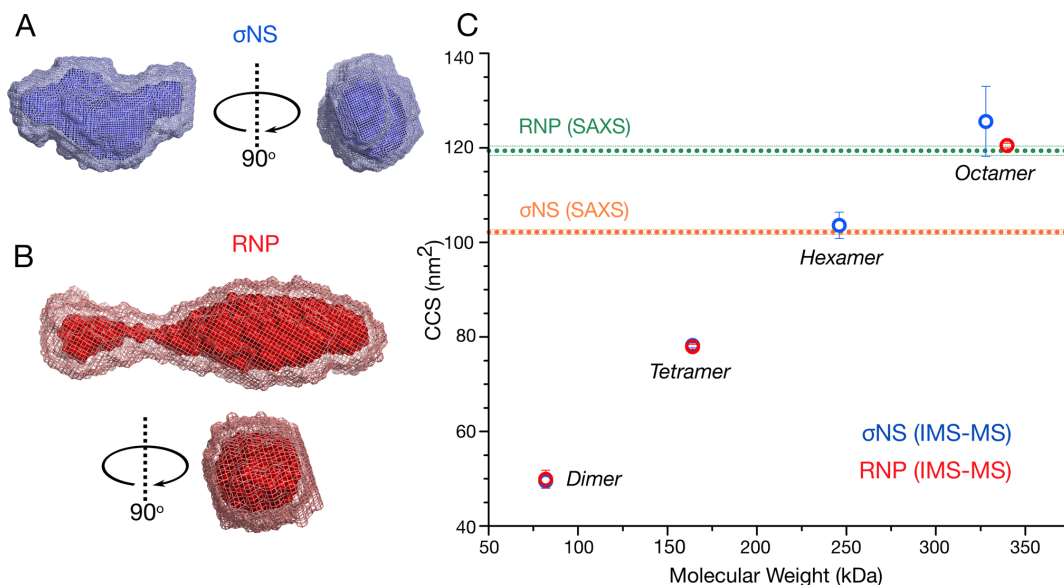 A
σNS
90°
B
RNP
90°
C
CCS (nm²)
140
120
100
80
60
40
RNP (SAXS)
σNS (SAXS)
Octamer
Hexamer
Tetramer
Dimer
σNS (IMS-MS)
RNP (IMS-MS)
50
100
150
200
250
300
350
Molecular Weight (kDa)